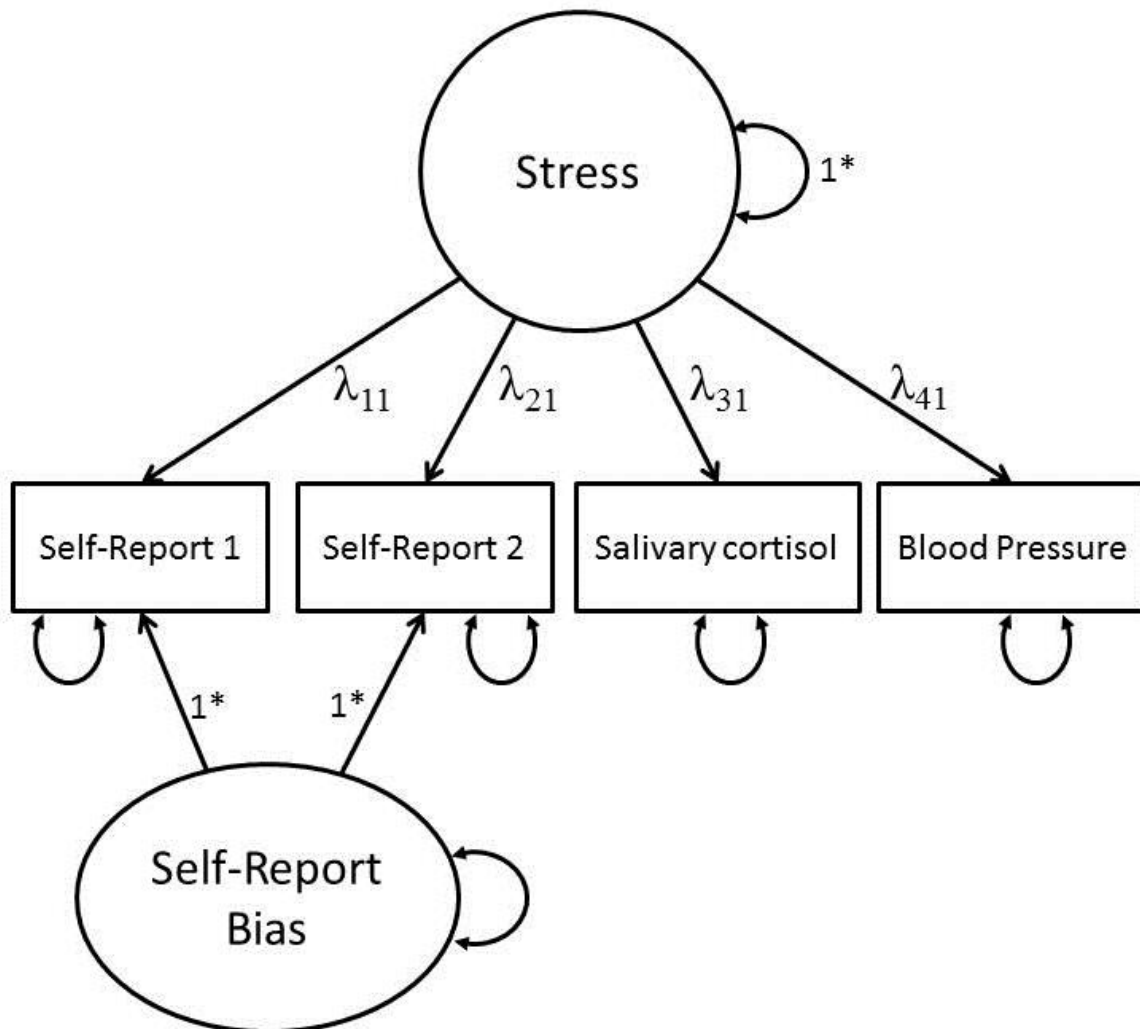 Stress
1*
λ11
λ21
λ31
λ41
Self-Report 1
Self-Report 2
Salivary cortisol
Blood Pressure
1*
1*
Self-Report
Bias